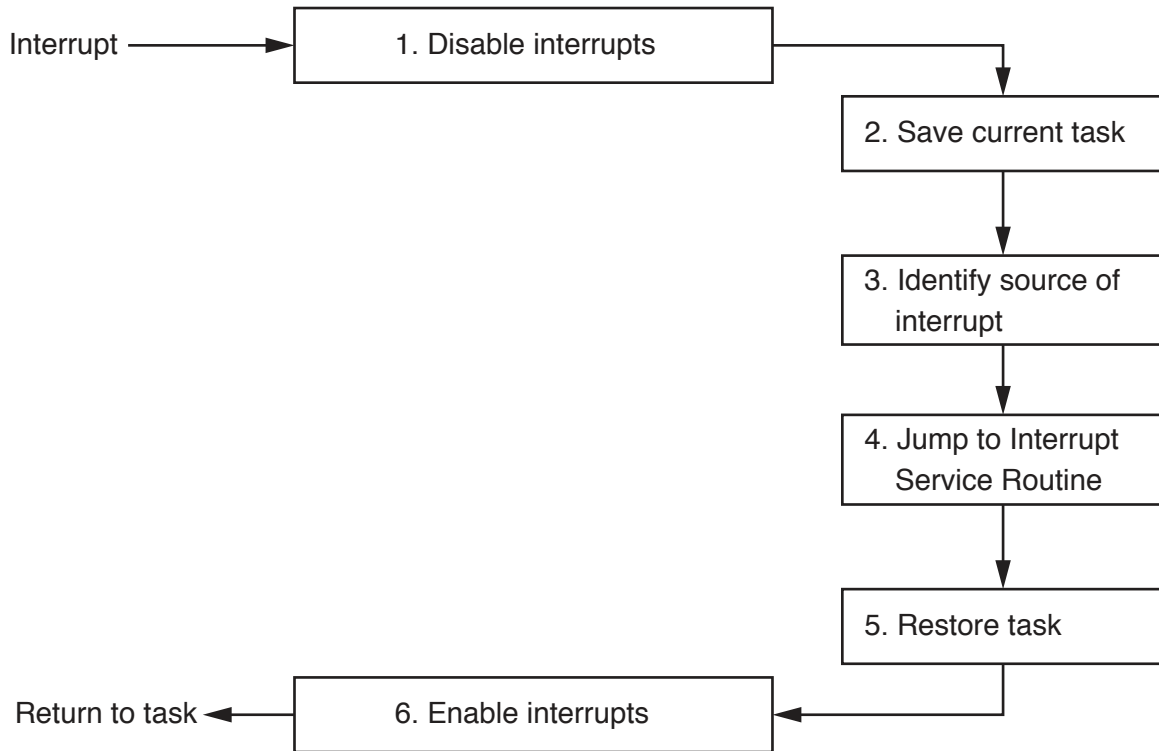 Interrupt
1. Disable interrupts
2. Save current task
3. Identify source of
interrupt
4. Jump to Interrupt
Service Routine
5. Restore task
6. Enable interrupts
Return to task